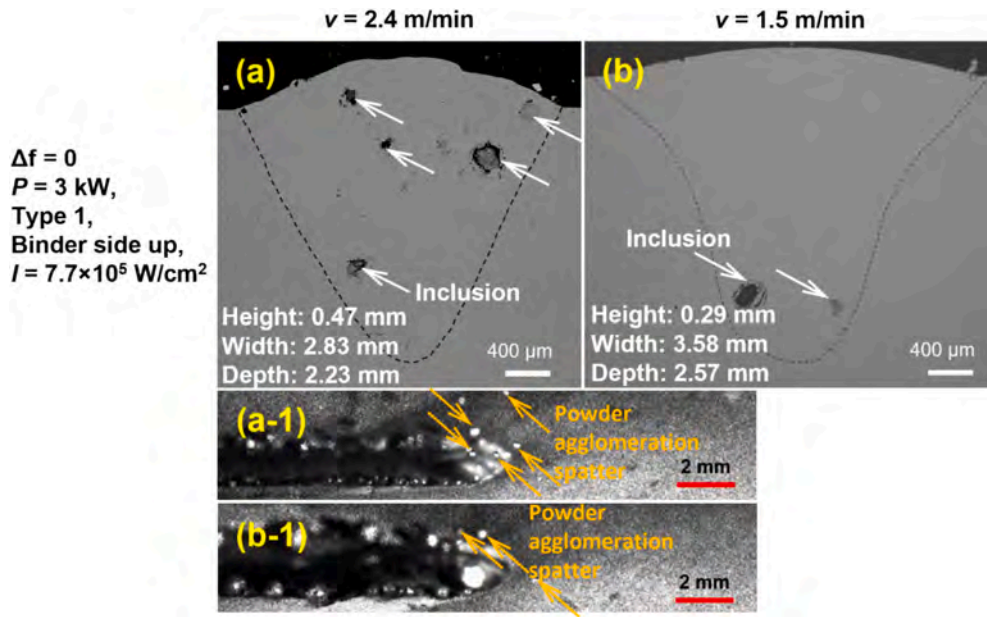 v = 2.4 m/min
v = 1.5 m/min
(a)
(b)
Δf = 0
P = 3 kW,
Type 1,
Binder side up,
I = 7.7×10⁵ W/cm²
Inclusion
Height: 0.47 mm
Width: 2.83 mm
Depth: 2.23 mm
400 μm
Inclusion
Height: 0.29 mm
Width: 3.58 mm
Depth: 2.57 mm
400 μm
(a-1)
Powder
agglomeration
spatter
2 mm
(b-1)
Powder
agglomeration
spatter
2 mm